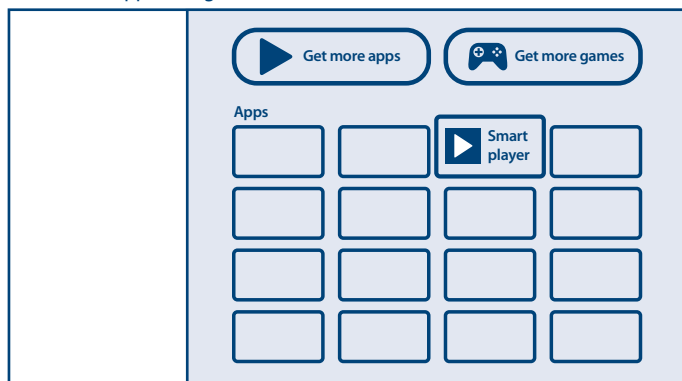 Get more apps
Get more games
Apps
Smart
player